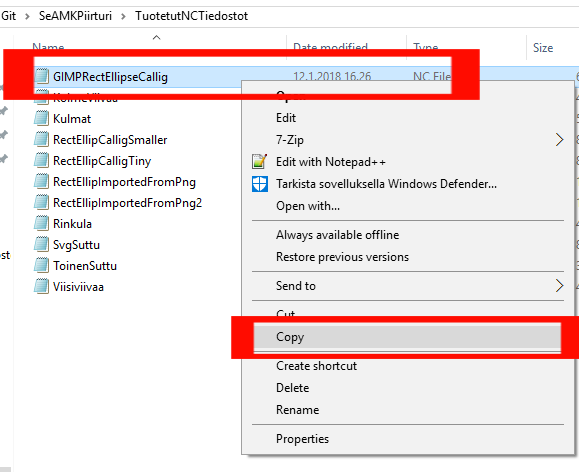 Git > SeAMKPiirturi > TuotetutNCTiedostot
Name Date modified Type Size
GIMPRectEllipseCallig 12.1.2018 16.26 NC File 6
KolmeViivaa
Kulmat
RectEllipCalligSmaller
RectEllipCalligTiny
RectEllipImportedFromPng
RectEllipImportedFromPng2
Rinkula
SvgSuttu
ToinenSuttu
Viisiviivaa
ost
Open
Edit
7-Zip
Edit with Notepad++
Tarkista sovelluksella Windows Defender...
Open with...
Always available offline
Restore previous versions
Send to
Cut
Copy
Create shortcut
Delete
Rename
Properties